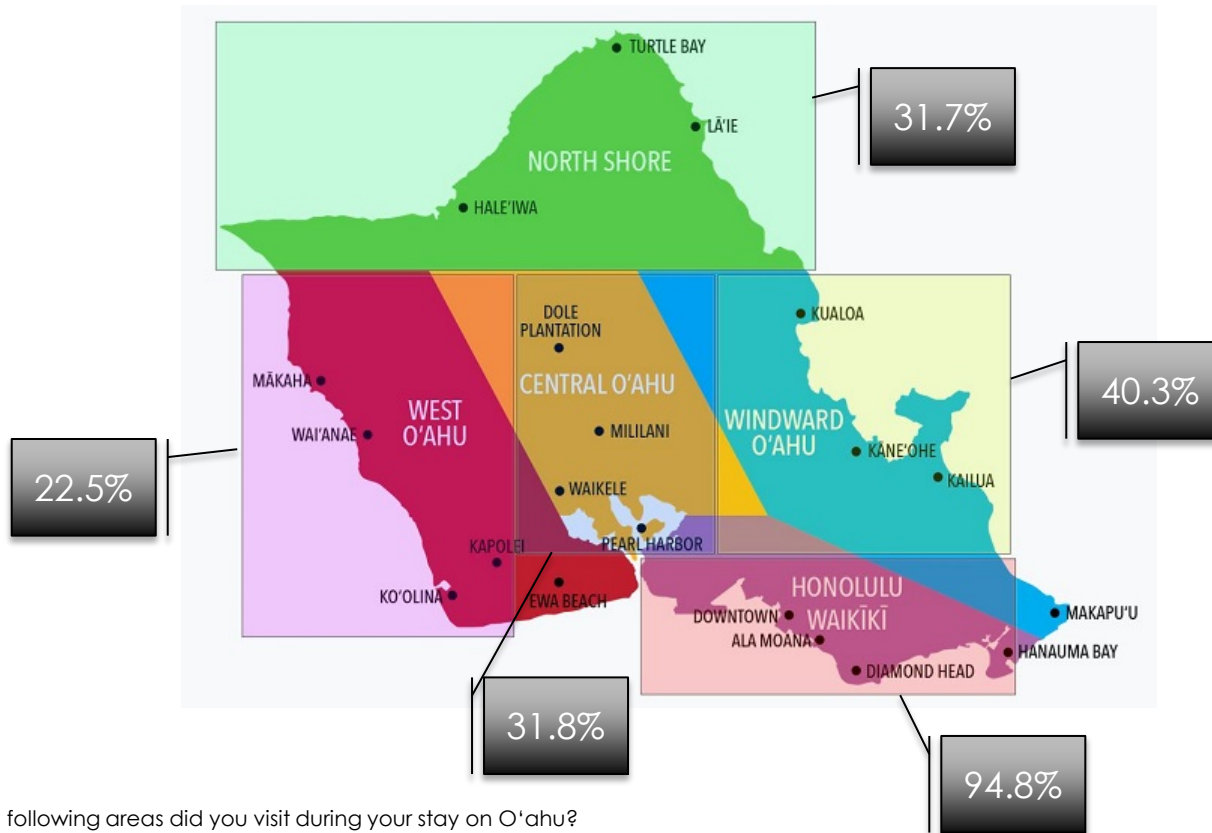 TURTLE BAY
31.7%
LĀ'IE
NORTH SHORE
HALE'IWA
DOLE
PLANTATION
KUALOA
MĀKAHA
CENTRAL O'AHU
40.3%
WEST
O'AHU
WINDWARD
O'AHU
WAI'ANAE
MILILANI
KĀNE'OHE
22.5%
WAIKELE
KAILUA
PEARL HARBOR
KAPOLEI
KO'OLINA
EWA BEACH
HONOLULU
WAIKĪKĪ
DOWNTOWN
MAKAPU'U
ALA MOANA
HANAUMA BAY
DIAMOND HEAD
31.8%
94.8%
following areas did you visit during your stay on O‘ahu?